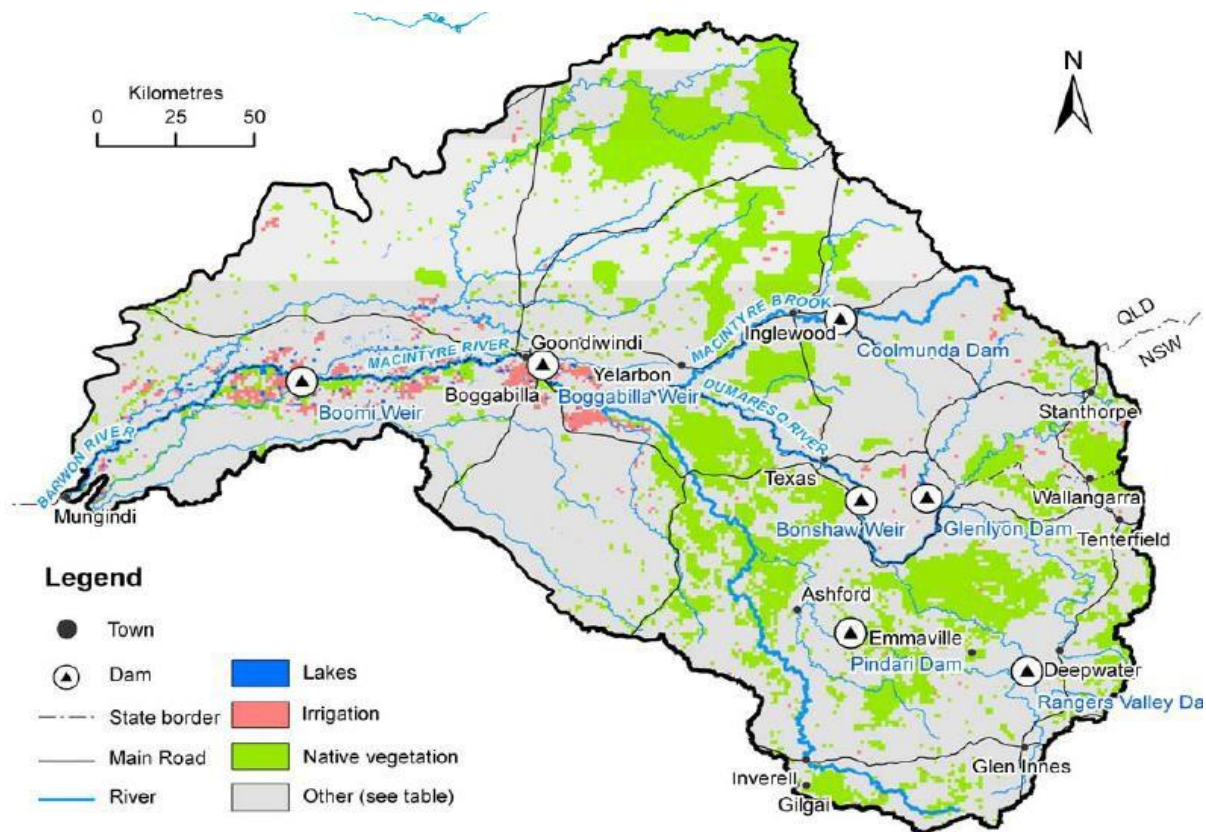 Kilometres
0 25 50
N
QLD
NSW
MACINTYRE BROOK
Inglewood
Coolmunda Dam
Goondiwindi
MACINTYRE RIVER
Yelarbon
Boggabilla
Boggabilla Weir
DUMARESQ RIVER
Boomi Weir
Stanthorpe
BARWON RIVER
Texas
Mungindi
Wallangarra
Bonshaw Weir
Glenlyon Dam
Tenterfield
Ashford
Emmaville
Pindari Dam
Deepwater
Rangers Valley Da
Glen Innes
Inverell
Gilgai
Legend
Town
Dam
State border
Main Road
River
Lakes
Irrigation
Native vegetation
Other (see table)